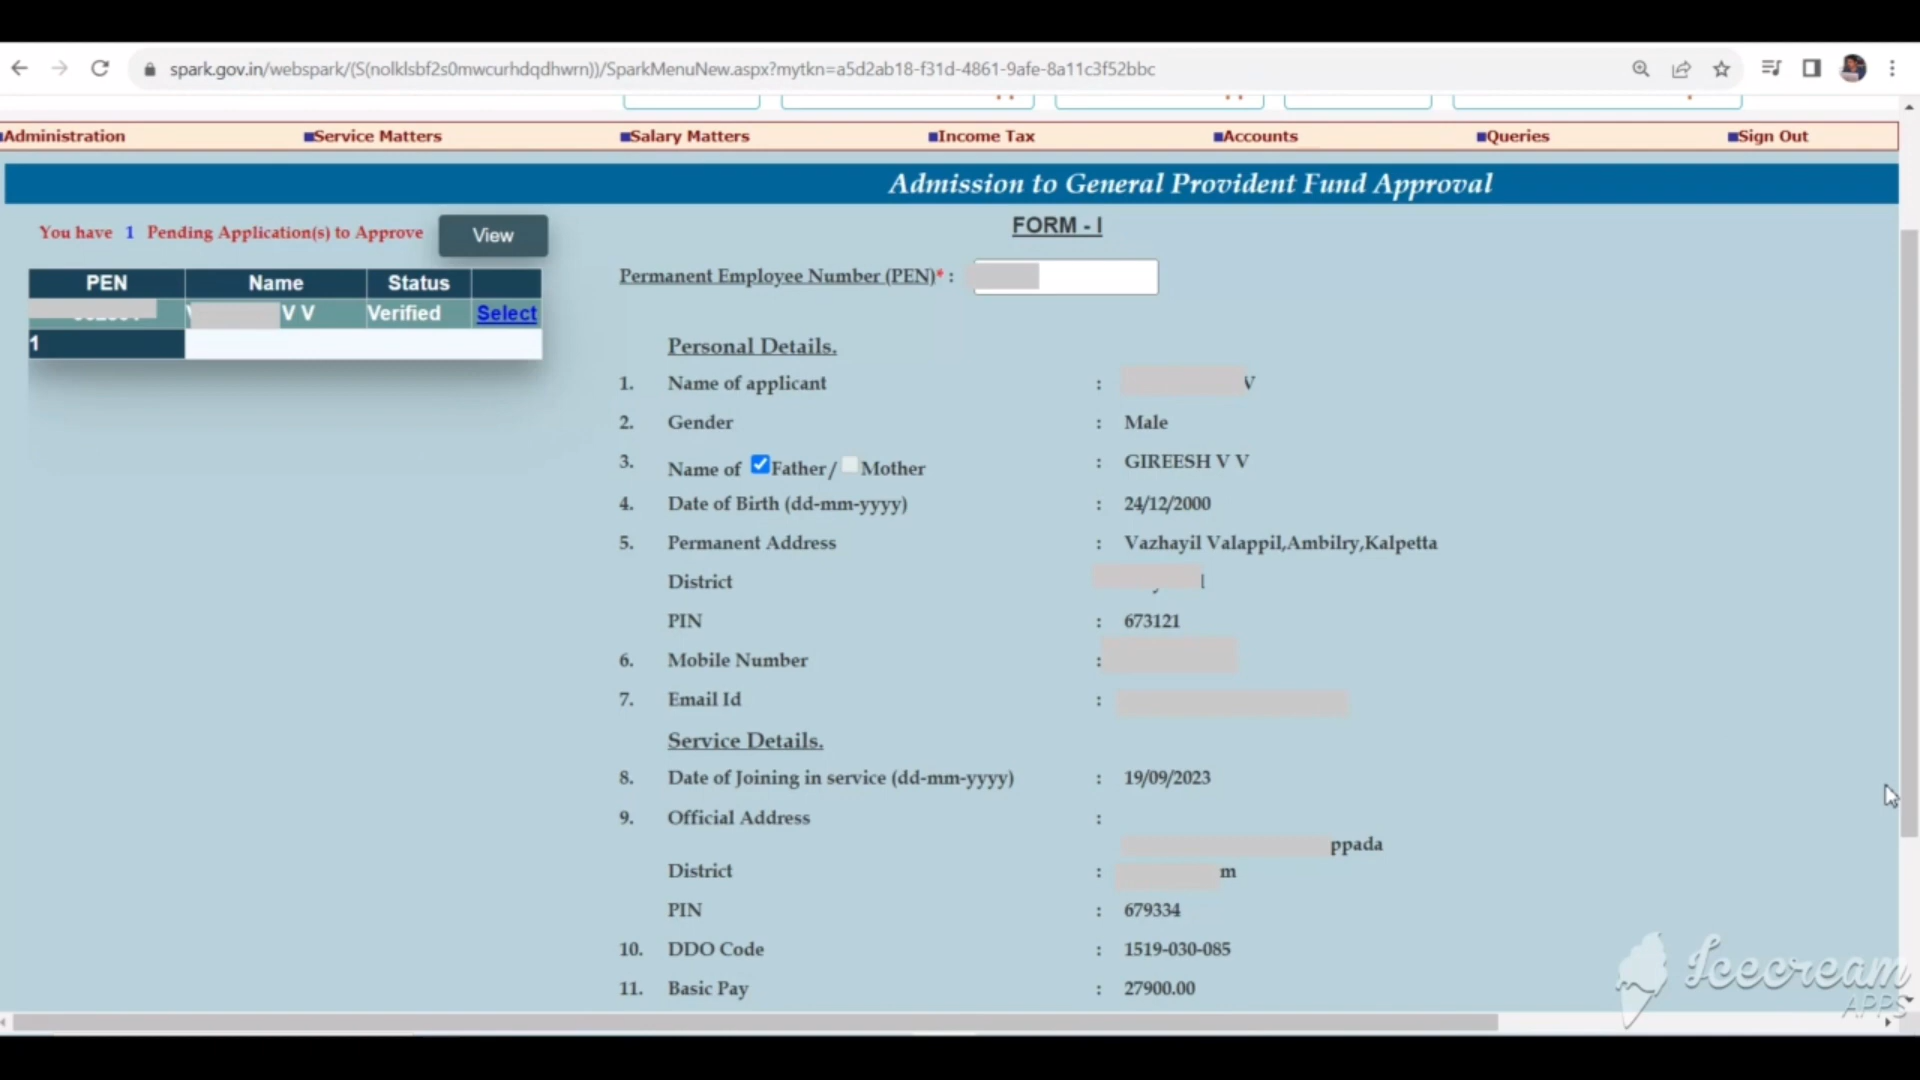 spark.gov.in/webspark/(S(nolklsbf2s0mwcurhdqdhwrn))/SparkMenuNew.aspx?mytkn=a5d2ab18-f31d-4861-9afe-8a11c3f52bbc
Administration Service Matters Salary Matters Income Tax Accounts Queries Sign Out
Admission to General Provident Fund Approval
You have 1 Pending Application(s) to Approve View
FORM - I
PEN Name Status
V V Verified Select
1
Permanent Employee Number (PEN)* :
Personal Details.
1. Name of applicant : V
2. Gender : Male
3. Name of Father/ Mother : GIREESH V V
4. Date of Birth (dd-mm-yyyy) : 24/12/2000
5. Permanent Address : Vazhayil Valappil,Ambilry,Kalpetta
District
PIN : 673121
6. Mobile Number :
7. Email Id :
Service Details.
8. Date of Joining in service (dd-mm-yyyy) : 19/09/2023
9. Official Address :
ppada
District : m
PIN : 679334
10. DDO Code : 1519-030-085
11. Basic Pay : 27900.00
Icecream
APPS